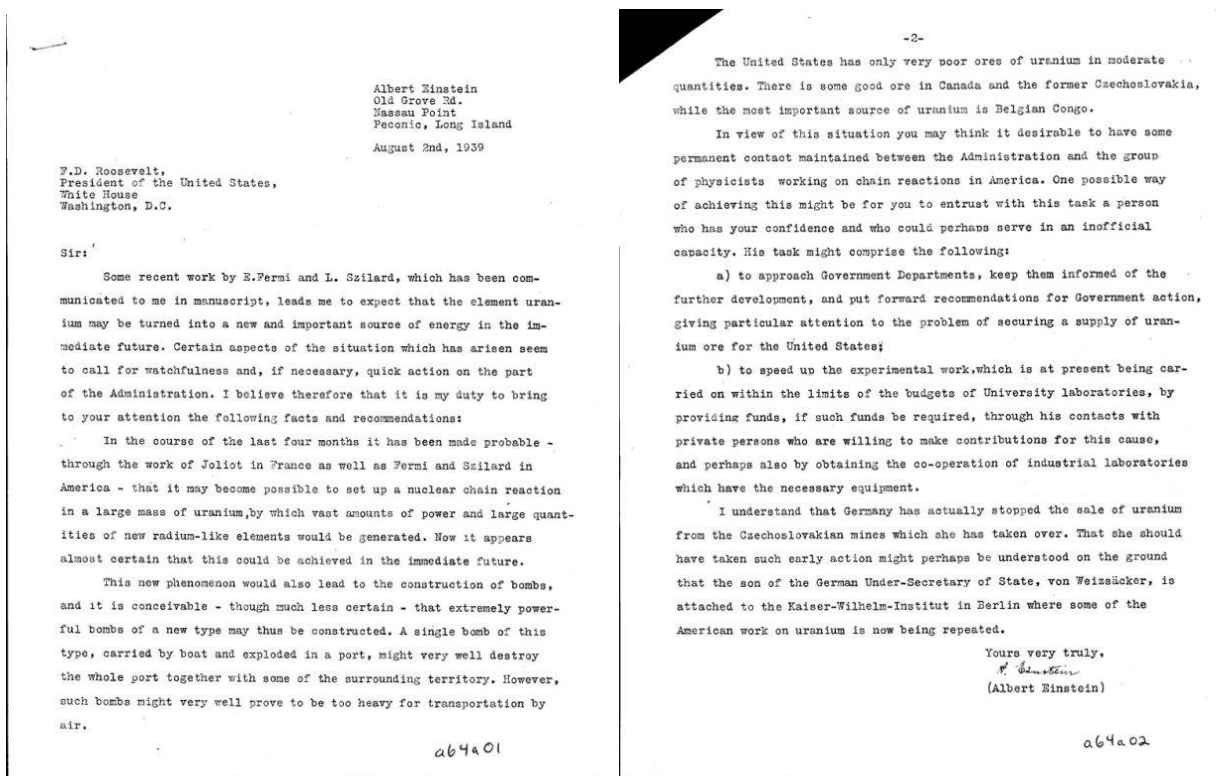 Albert Einstein
Old Grove Rd.
Nassau Point
Peconic, Long Island
August 2nd, 1939
F.D. Roosevelt,
President of the United States,
White House
Washington, D.C.
Sir:
Some recent work by E.Fermi and L. Szilard, which has been com-
municated to me in manuscript, leads me to expect that the element uran-
ium may be turned into a new and important source of energy in the im-
mediate future. Certain aspects of the situation which has arisen seem
to call for watchfulness and, if necessary, quick action on the part
of the Administration. I believe therefore that it is my duty to bring
to your attention the following facts and recommendations:
In the course of the last four months it has been made probable -
through the work of Joliot in France as well as Fermi and Szilard in
America - that it may become possible to set up a nuclear chain reaction
in a large mass of uranium,by which vast amounts of power and large quant-
ities of new radium-like elements would be generated. Now it appears
almost certain that this could be achieved in the immediate future.
This new phenomenon would also lead to the construction of bombs,
and it is conceivable - though much less certain - that extremely power-
ful bombs of a new type may thus be constructed. A single bomb of this
type, carried by boat and exploded in a port, might very well destroy
the whole port together with some of the surrounding territory. However,
such bombs might very well prove to be too heavy for transportation by
air.
a64a01
-2-
The United States has only very poor ores of uranium in moderate
quantities. There is some good ore in Canada and the former Czechoslovakia,
while the most important source of uranium is Belgian Congo.
In view of this situation you may think it desirable to have some
permanent contact maintained between the Administration and the group
of physicists working on chain reactions in America. One possible way
of achieving this might be for you to entrust with this task a person
who has your confidence and who could perhaps serve in an inofficial
capacity. His task might comprise the following:
a) to approach Government Departments, keep them informed of the
further development, and put forward recommendations for Government action,
giving particular attention to the problem of securing a supply of uran-
ium ore for the United States;
b) to speed up the experimental work,which is at present being car-
ried on within the limits of the budgets of University laboratories, by
providing funds, if such funds be required, through his contacts with
private persons who are willing to make contributions for this cause,
and perhaps also by obtaining the co-operation of industrial laboratories
which have the necessary equipment.
I understand that Germany has actually stopped the sale of uranium
from the Czechoslovakian mines which she has taken over. That she should
have taken such early action might perhaps be understood on the ground
that the son of the German Under-Secretary of State, von Weizsäcker, is
attached to the Kaiser-Wilhelm-Institut in Berlin where some of the
American work on uranium is now being repeated.
Yours very truly,
A. Einstein
(Albert Einstein)
a64a02